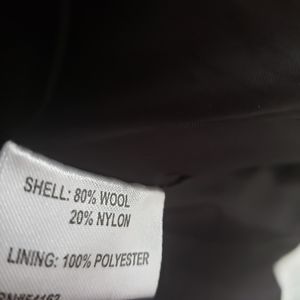 SHELL: 80% WOOL
20% NYLON
LINING: 100% POLYESTER